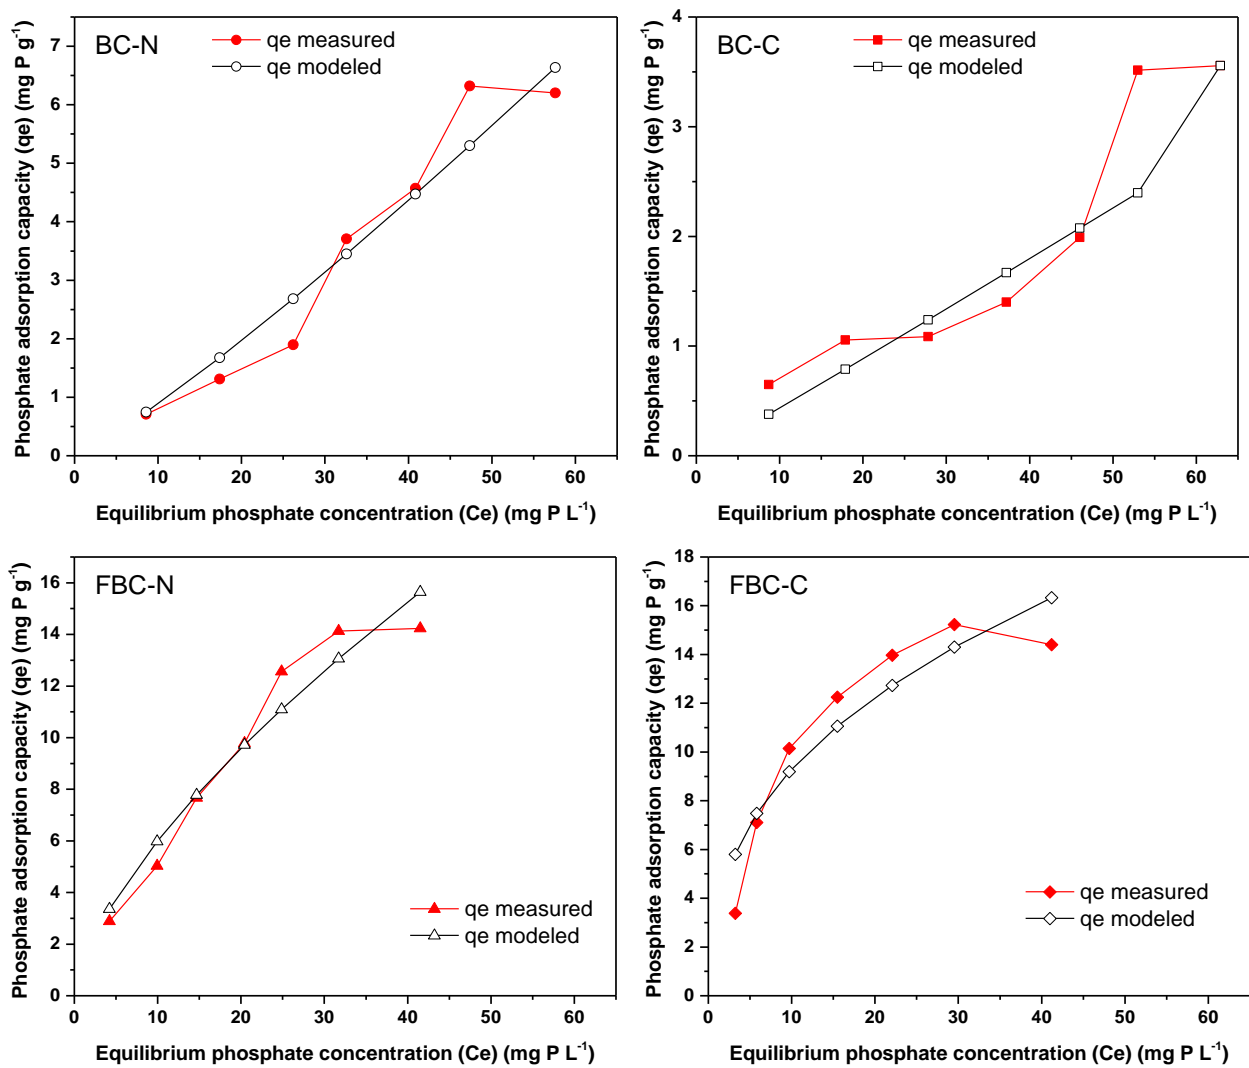 BC-N
qe measured
qe modeled
Phosphate adsorption capacity (qe) (mg P g-1)
7
6
5
4
3
2
1
0
0 10 20 30 40 50 60
Equilibrium phosphate concentration (Ce) (mg P L-1)
BC-C
qe measured
qe modeled
Phosphate adsorption capacity (qe) (mg P g-1)
4
3
2
1
0
0 10 20 30 40 50 60
Equilibrium phosphate concentration (Ce) (mg P L-1)
FBC-N
Phosphate adsorption capacity (qe) (mg P g-1)
16
14
12
10
8
6
4
2
0
qe measured
qe modeled
0 10 20 30 40 50 60
Equilibrium phosphate concentration (Ce) (mg P L-1)
FBC-C
Phosphate adsorption capacity (qe) (mg P g-1)
18
16
14
12
10
8
6
4
2
0
qe measured
qe modeled
0 10 20 30 40 50 60
Equilibrium phosphate concentration (Ce) (mg P L-1)